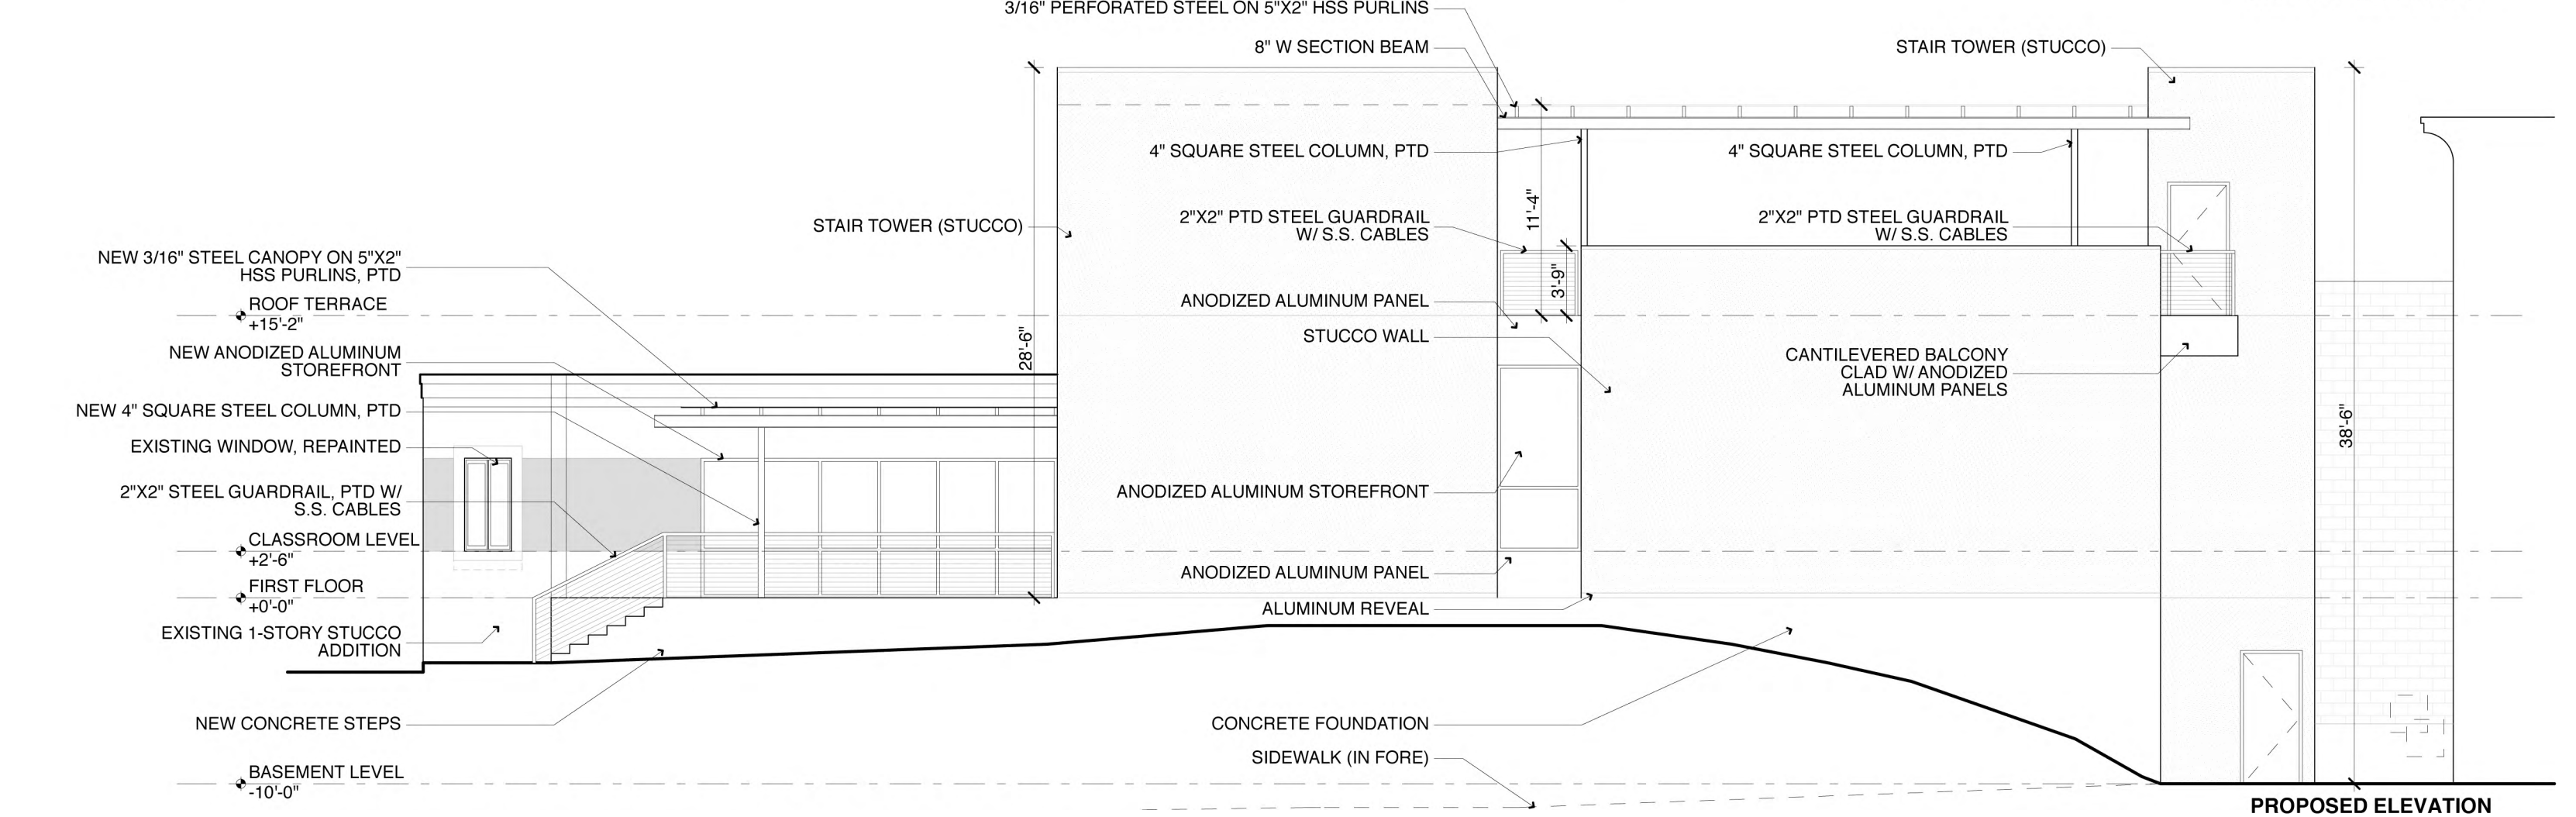 3/16" PERFORATED STEEL ON 5"X2" HSS PURLINS
8" W SECTION BEAM
STAIR TOWER (STUCCO)
4" SQUARE STEEL COLUMN, PTD
4" SQUARE STEEL COLUMN, PTD
11'-4"
2"X2" PTD STEEL GUARDRAIL
W/ S.S. CABLES
2"X2" PTD STEEL GUARDRAIL
W/ S.S. CABLES
STAIR TOWER (STUCCO)
NEW 3/16" STEEL CANOPY ON 5"X2"
HSS PURLINS, PTD
3'-9"
ROOF TERRACE
+15'-2"
ANODIZED ALUMINUM PANEL
STUCCO WALL
28'-6"
NEW ANODIZED ALUMINUM
STOREFRONT
CANTILEVERED BALCONY
CLAD W/ ANODIZED
ALUMINUM PANELS
NEW 4" SQUARE STEEL COLUMN, PTD
38'-6"
EXISTING WINDOW, REPAINTED
2"X2" STEEL GUARDRAIL, PTD W/
S.S. CABLES
ANODIZED ALUMINUM STOREFRONT
CLASSROOM LEVEL
+2'-6"
ANODIZED ALUMINUM PANEL
FIRST FLOOR
+0'-0"
ALUMINUM REVEAL
EXISTING 1-STORY STUCCO
ADDITION
NEW CONCRETE STEPS
CONCRETE FOUNDATION
SIDEWALK (IN FORE)
BASEMENT LEVEL
-10'-0"
PROPOSED ELEVATION